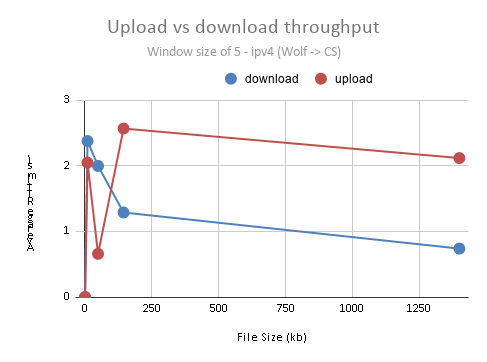 Upload vs download throughput
Window size of 5 - ipv4 (Wolf -> CS)
download
upload
3
2
1
0
0
250
500
750
1000
1250
File Size (kb)